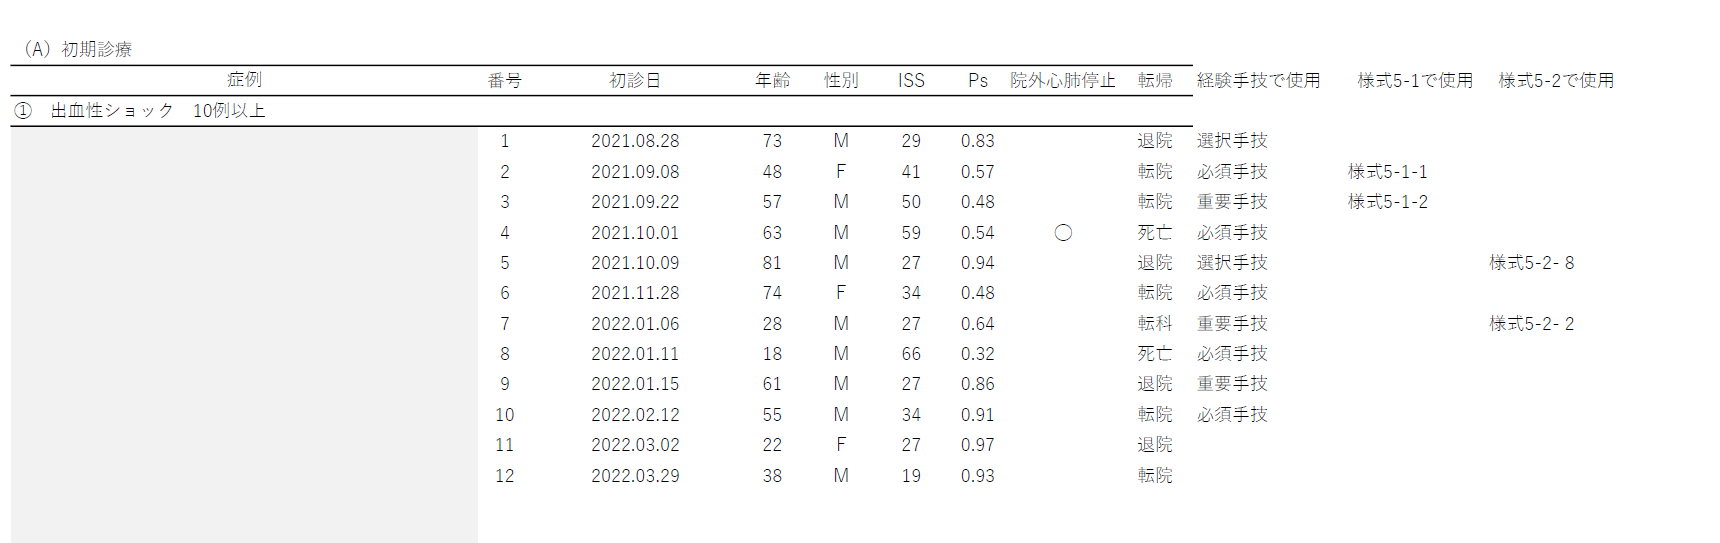 （A）初期診療
症例 番号 初診日 年齢 性別 ISS Ps 院外心肺停止 転帰 経験手技で使用 様式5-1で使用 様式5-2で使用
① 出血性ショック 10例以上
1 2021.08.28 73 M 29 0.83 退院 選択手技
2 2021.09.08 48 F 41 0.57 転院 必須手技 様式5-1-1
3 2021.09.22 57 M 50 0.48 転院 重要手技 様式5-1-2
4 2021.10.01 63 M 59 0.54 ○ 死亡 必須手技
5 2021.10.09 81 M 27 0.94 退院 選択手技 様式5-2- 8
6 2021.11.28 74 F 34 0.48 転院 必須手技
7 2022.01.06 28 M 27 0.64 転科 重要手技 様式5-2- 2
8 2022.01.11 18 M 66 0.32 死亡 必須手技
9 2022.01.15 61 M 27 0.86 退院 重要手技
10 2022.02.12 55 M 34 0.91 転院 必須手技
11 2022.03.02 22 F 27 0.97 退院
12 2022.03.29 38 M 19 0.93 転院